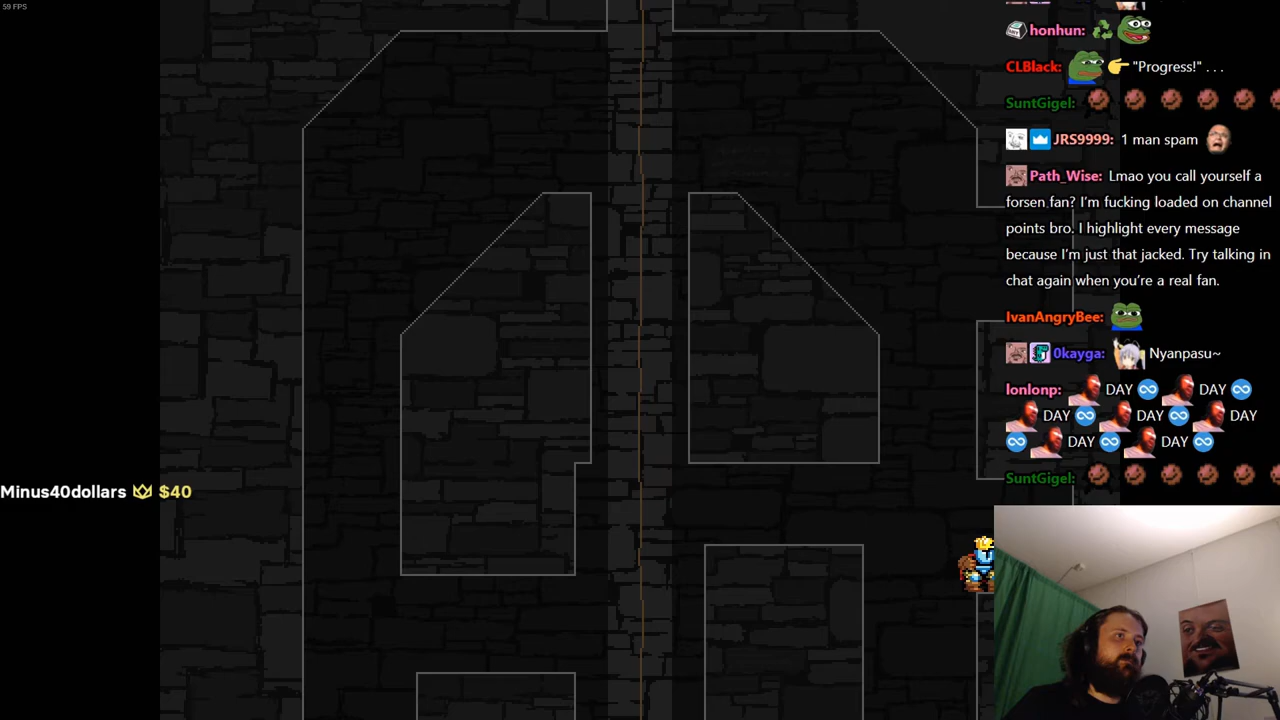 59 FPS
honhun:
CLBlack: "Progress!" . . .
SuntGigel:
JRS9999: 1 man spam
Path_Wise: Lmao you call yourself a
forsen fan? I'm fucking loaded on channel
points bro. I highlight every message
because I'm just that jacked. Try talking in
chat again when you're a real fan.
IvanAngryBee:
0kayga: Nyanpasu~
lonlonp: DAY DAY
DAY DAY DAY
DAY DAY
SuntGigel:
Minus40dollars $40